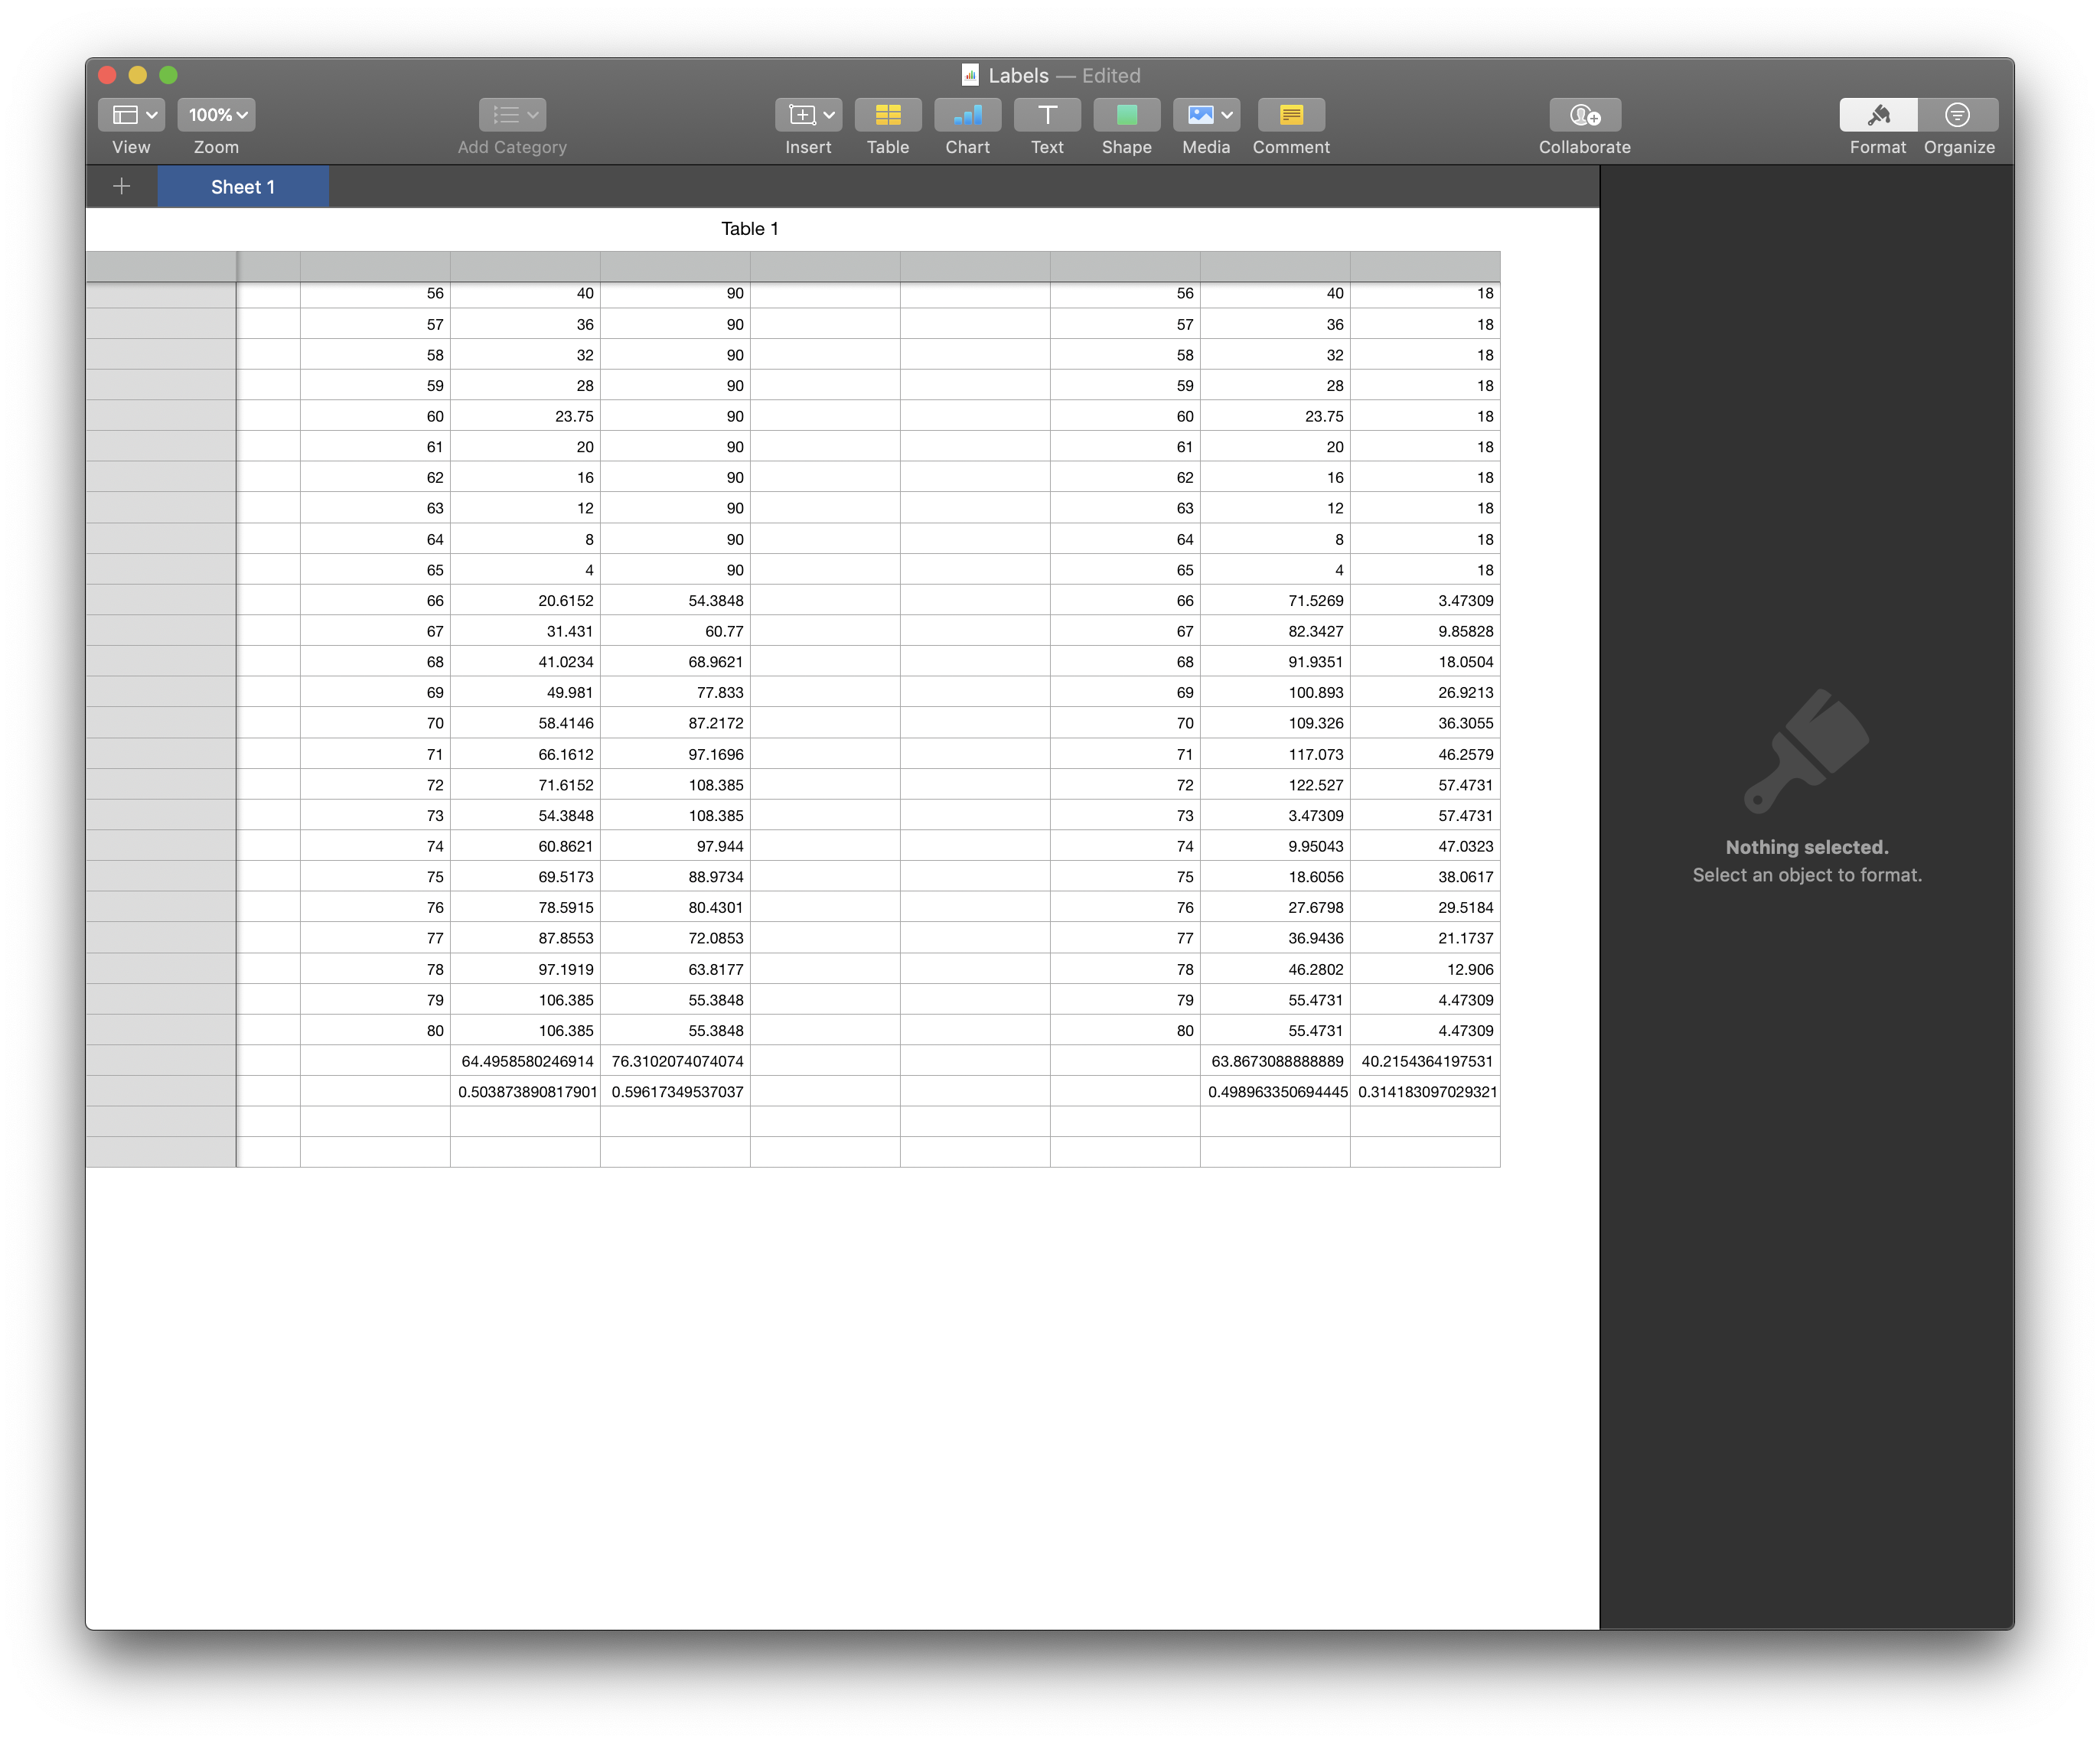 Labels — Edited
100%
View Zoom Add Category Insert Table Chart Text Shape Media Comment Collaborate Format Organize
Sheet 1
Table 1
56 40 90 56 40 18
57 36 90 57 36 18
58 32 90 58 32 18
59 28 90 59 28 18
60 23.75 90 60 23.75 18
61 20 90 61 20 18
62 16 90 62 16 18
63 12 90 63 12 18
64 8 90 64 8 18
65 4 90 65 4 18
66 20.6152 54.3848 66 71.5269 3.47309
67 31.431 60.77 67 82.3427 9.85828
68 41.0234 68.9621 68 91.9351 18.0504
69 49.981 77.833 69 100.893 26.9213
70 58.4146 87.2172 70 109.326 36.3055
71 66.1612 97.1696 71 117.073 46.2579
72 71.6152 108.385 72 122.527 57.4731
73 54.3848 108.385 73 3.47309 57.4731
74 60.8621 97.944 74 9.95043 47.0323
75 69.5173 88.9734 75 18.6056 38.0617
76 78.5915 80.4301 76 27.6798 29.5184
77 87.8553 72.0853 77 36.9436 21.1737
78 97.1919 63.8177 78 46.2802 12.906
79 106.385 55.3848 79 55.4731 4.47309
80 106.385 55.3848 80 55.4731 4.47309
64.4958580246914 76.3102074074074 63.8673088888889 40.2154364197531
0.503873890817901 0.59617349537037 0.498963350694445 0.314183097029321
Nothing selected.
Select an object to format.